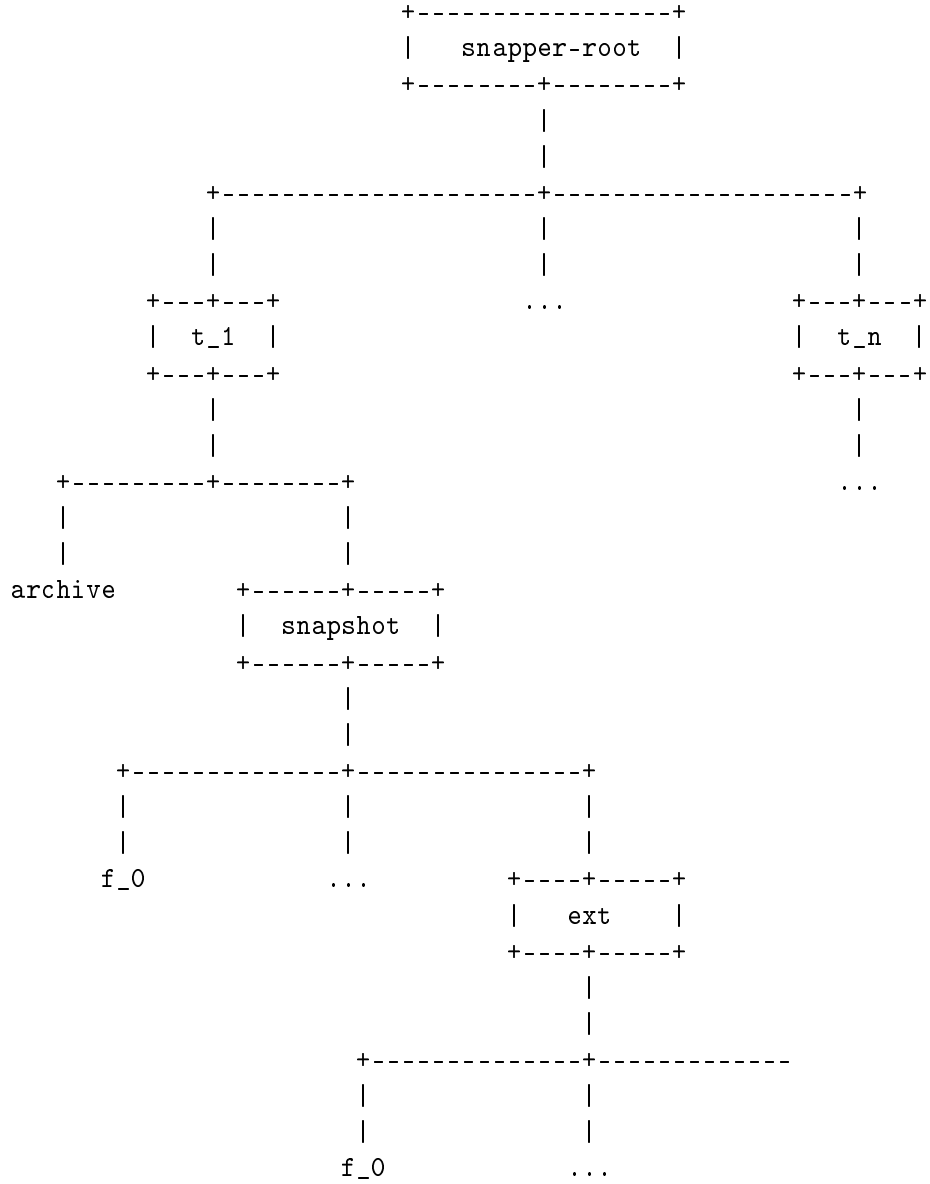 snapper-root
...
t_1 t_n
...
archive
snapshot
f_0 ...
ext
f_0 ...